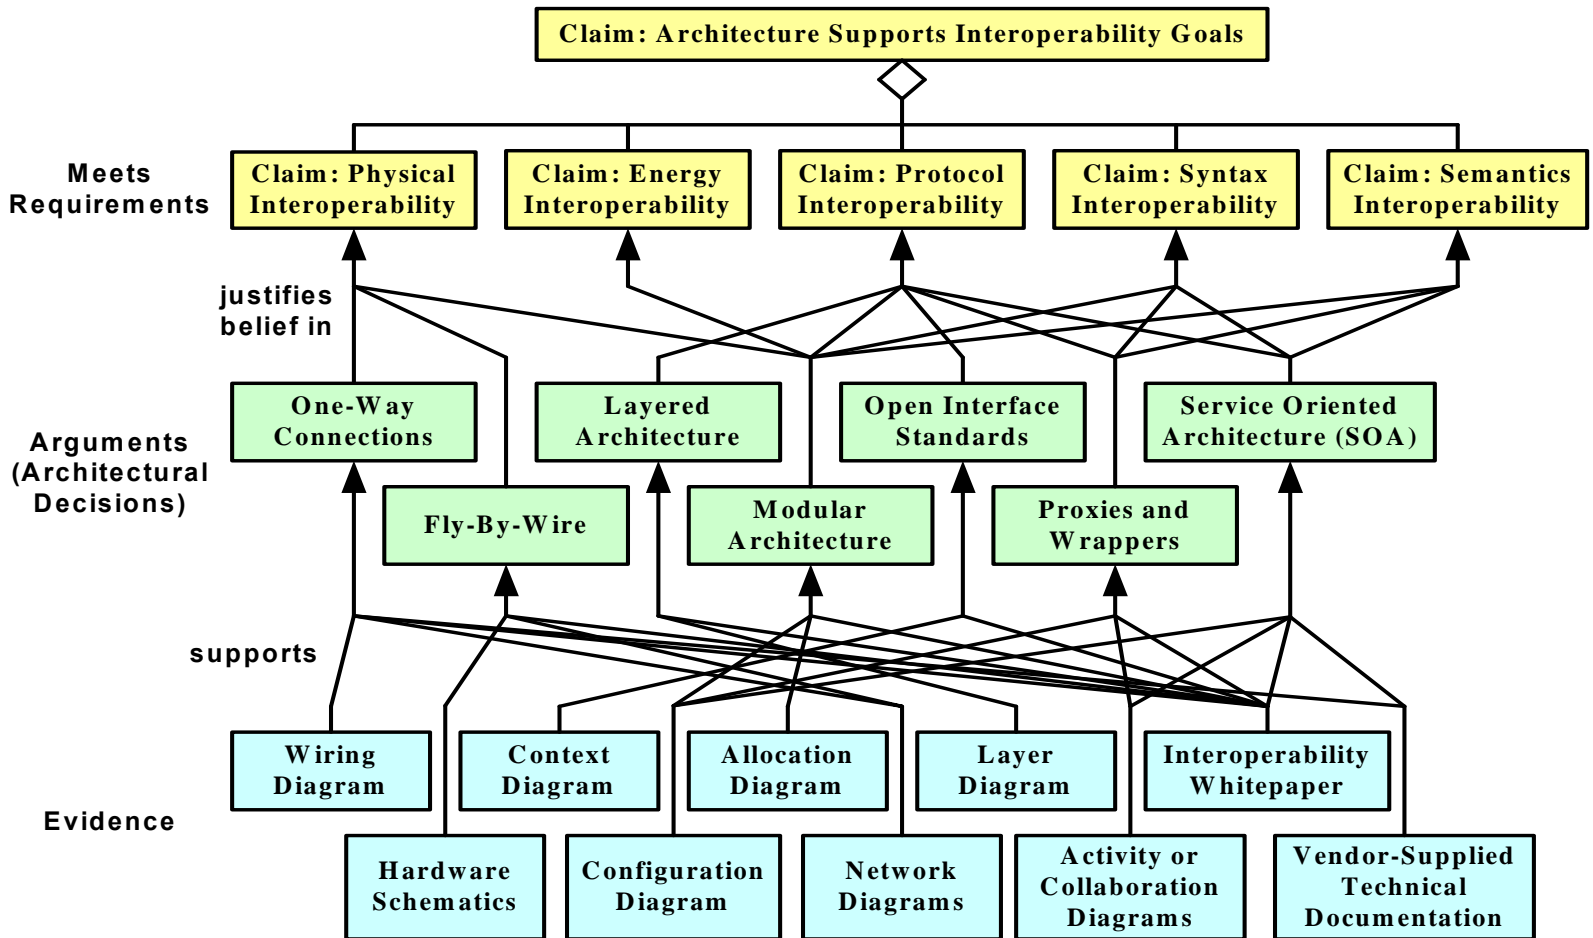 Claim: Architecture Supports Interoperability Goals
Meets
Requirements
Claim: Physical
Interoperability
Claim: Energy
Interoperability
Claim: Protocol
Interoperability
Claim: Syntax
Interoperability
Claim: Semantics
Interoperability
justifies
belief in
Arguments
(Architectural
Decisions)
One-Way
Connections
Layered
Architecture
Open Interface
Standards
Service Oriented
Architecture (SOA)
Fly-By-Wire
Modular
Architecture
Proxies and
Wrappers
supports
Evidence
Wiring
Diagram
Context
Diagram
Allocation
Diagram
Layer
Diagram
Interoperability
Whitepaper
Hardware
Schematics
Configuration
Diagram
Network
Diagrams
Activity or
Collaboration
Diagrams
Vendor-Supplied
Technical
Documentation